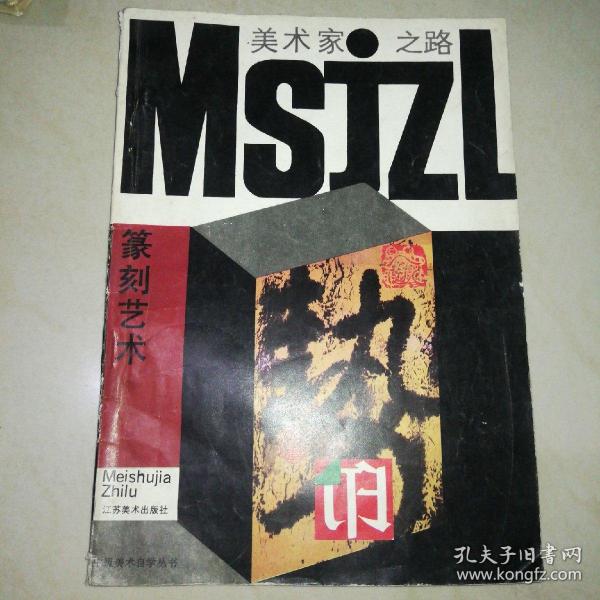 美术家之路
MSjZL
篆刻艺术
印
Meishujia
Zhilu
江苏美术出版社
美术自学丛书
孔夫子旧书网
www.kongfz.com